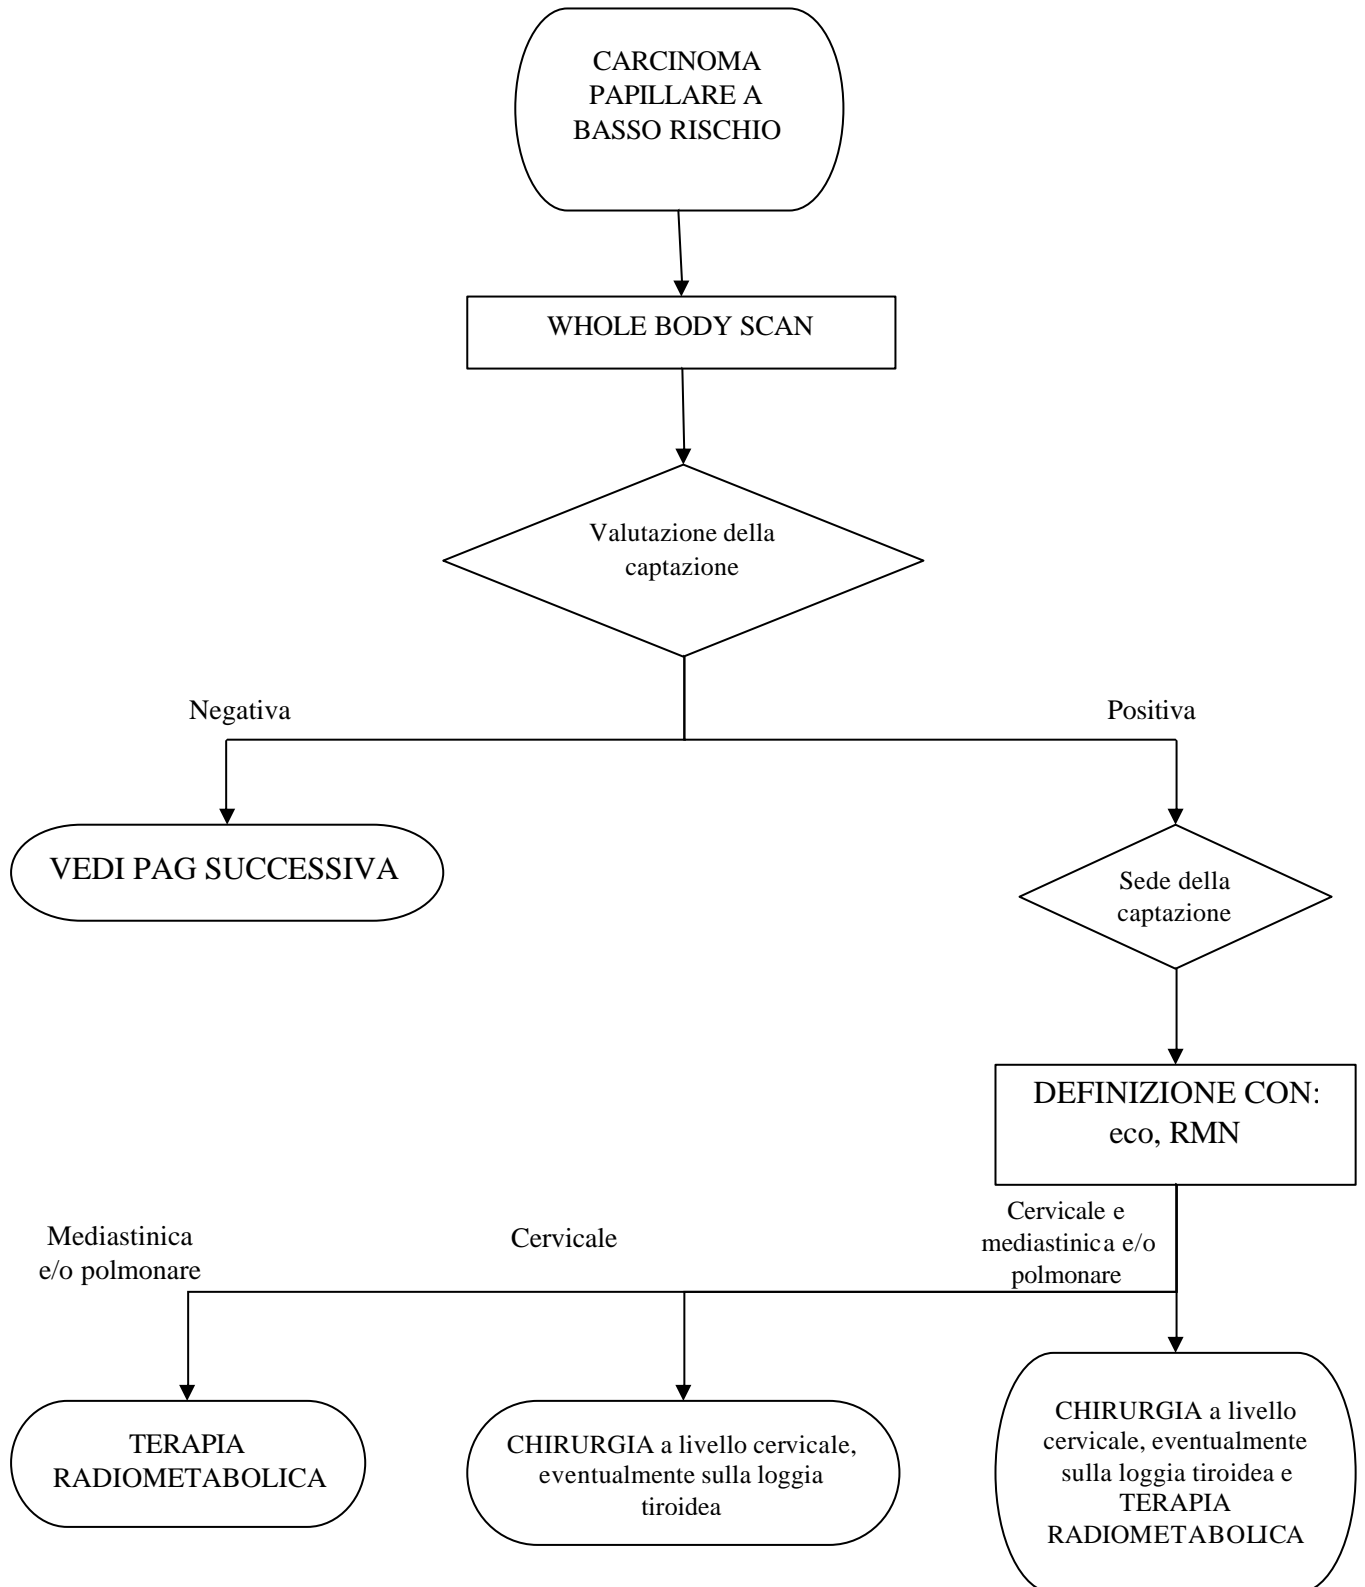 CARCINOMA
PAPILLARE A
BASSO RISCHIO
WHOLE BODY SCAN
Valutazione della
captazione
Negativa
Positiva
VEDI PAG SUCCESSIVA
Sede della
captazione
DEFINIZIONE CON:
eco, RMN
Mediastinica
e/o polmonare
Cervicale
Cervicale e
mediastinica e/o
polmonare
TERAPIA
RADIOMETABOLICA
CHIRURGIA a livello cervicale,
eventualmente sulla loggia
tiroidea
CHIRURGIA a livello
cervicale, eventualmente
sulla loggia tiroidea e
TERAPIA
RADIOMETABOLICA